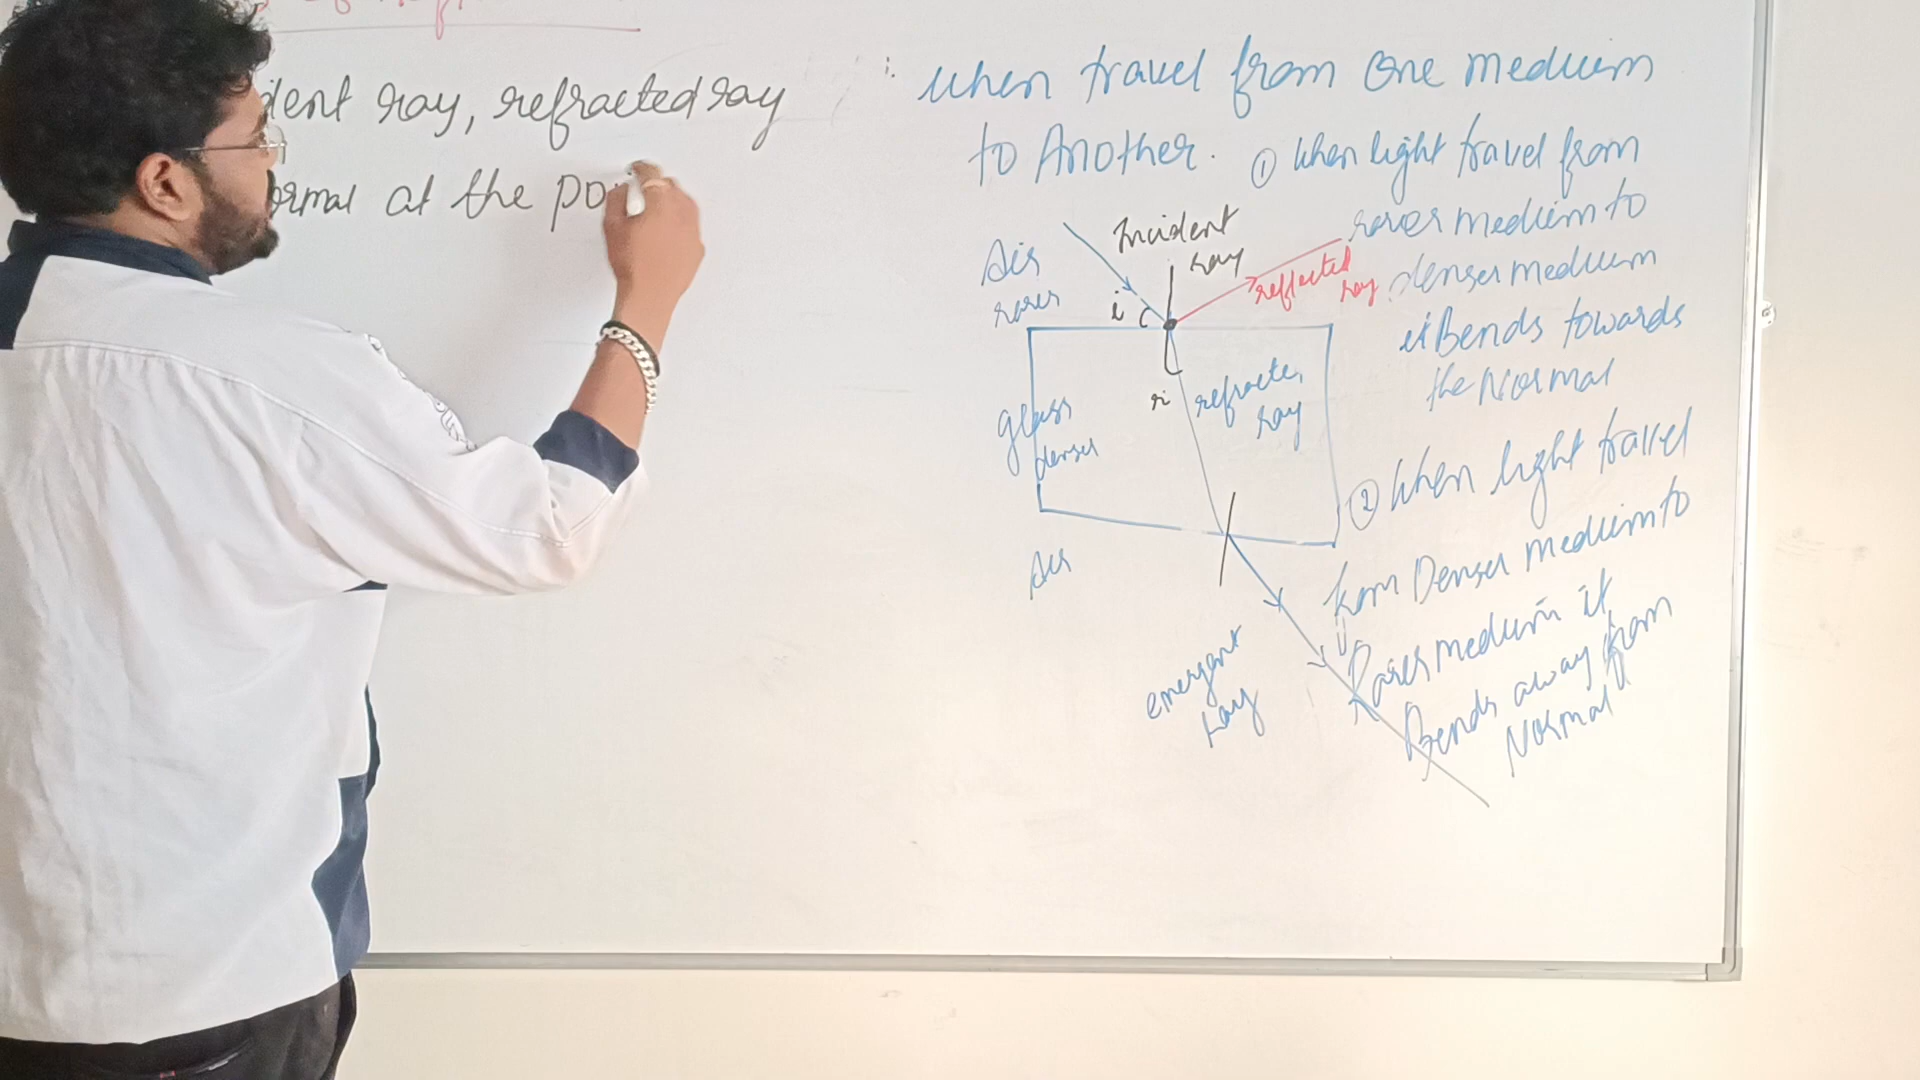 dent ray, refracted ray
ormal at the po
when travel from one medium
to Another. ① When light travel from
rarer medium to
denser medium
it Bends towards
the Normal
② When light travel
from Denser medium to
Rarer medium it
Bends away from
Normal
Incident
ray
reflected
ray
Air
rarer
i
r
refracte
ray
glass
denser
Air
emergent
ray